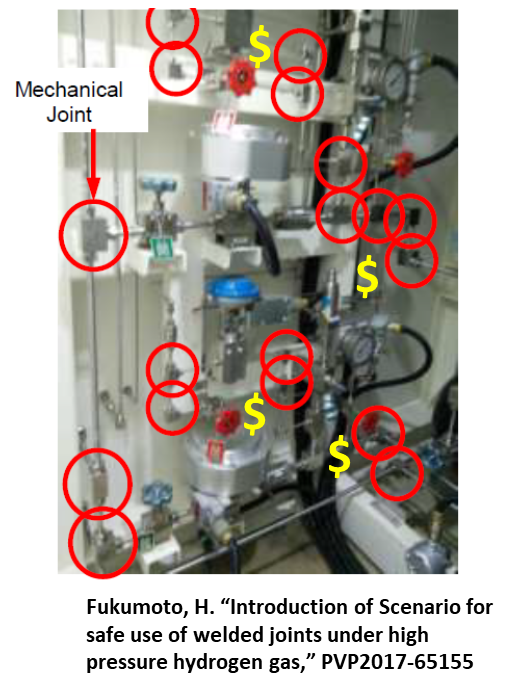 $
Mechanical
Joint
$
$
$
Fukumoto, H. “Introduction of Scenario for
safe use of welded joints under high
pressure hydrogen gas,” PVP2017-65155